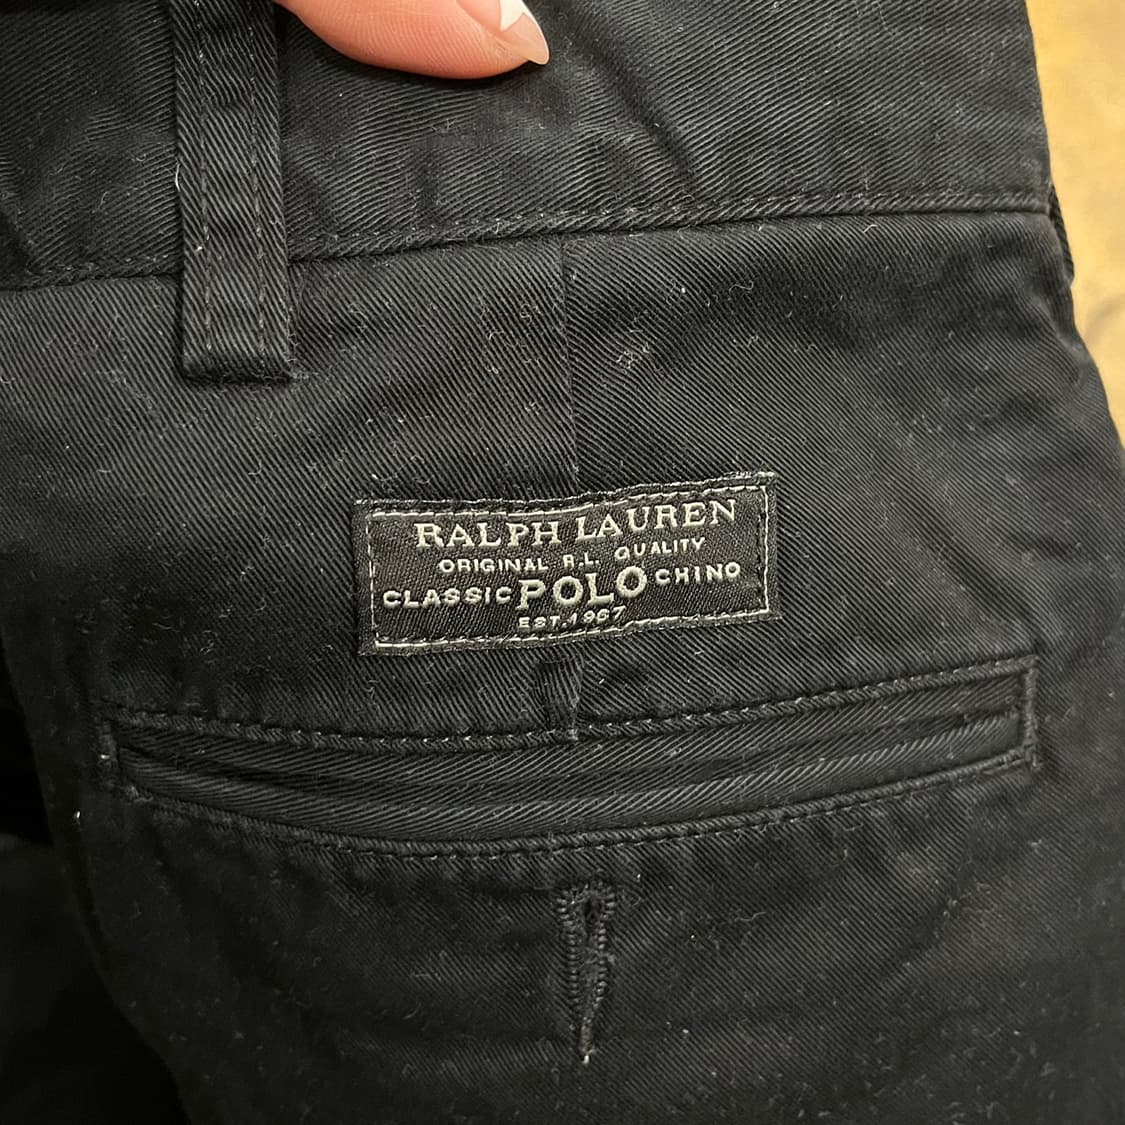 RALPH LAUREN
ORIGINAL R.L. QUALITY
CLASSIC POLO CHINO
EST. 1967